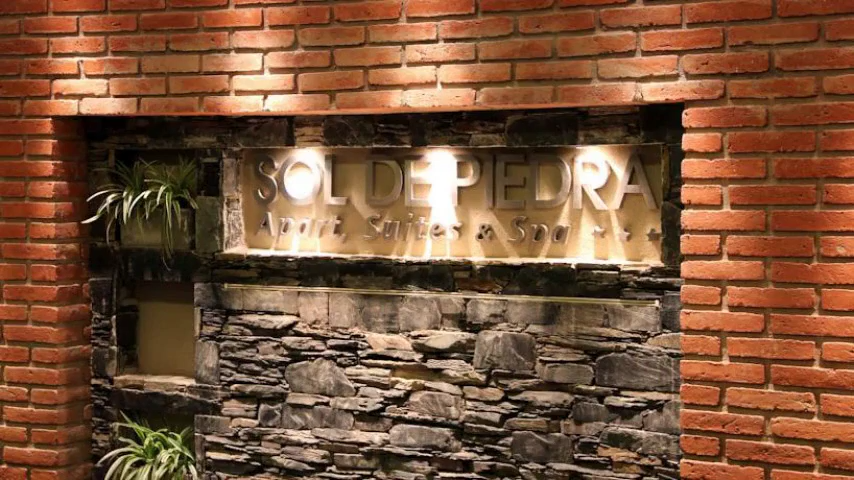 SOL DE PIEDRA
Apart, Suites & Spa ★ ★ ★